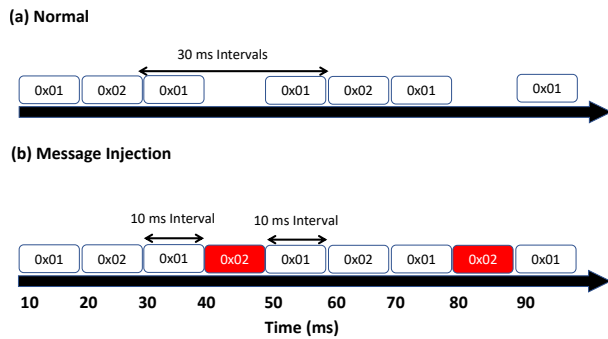 (a) Normal
30 ms Intervals
0x01 0x02 0x01 0x01 0x02 0x01 0x01
(b) Message Injection
10 ms Interval 10 ms Interval
0x01 0x02 0x01 0x02 0x01 0x02 0x01 0x02 0x01
10 20 30 40 50 60 70 80 90
Time (ms)